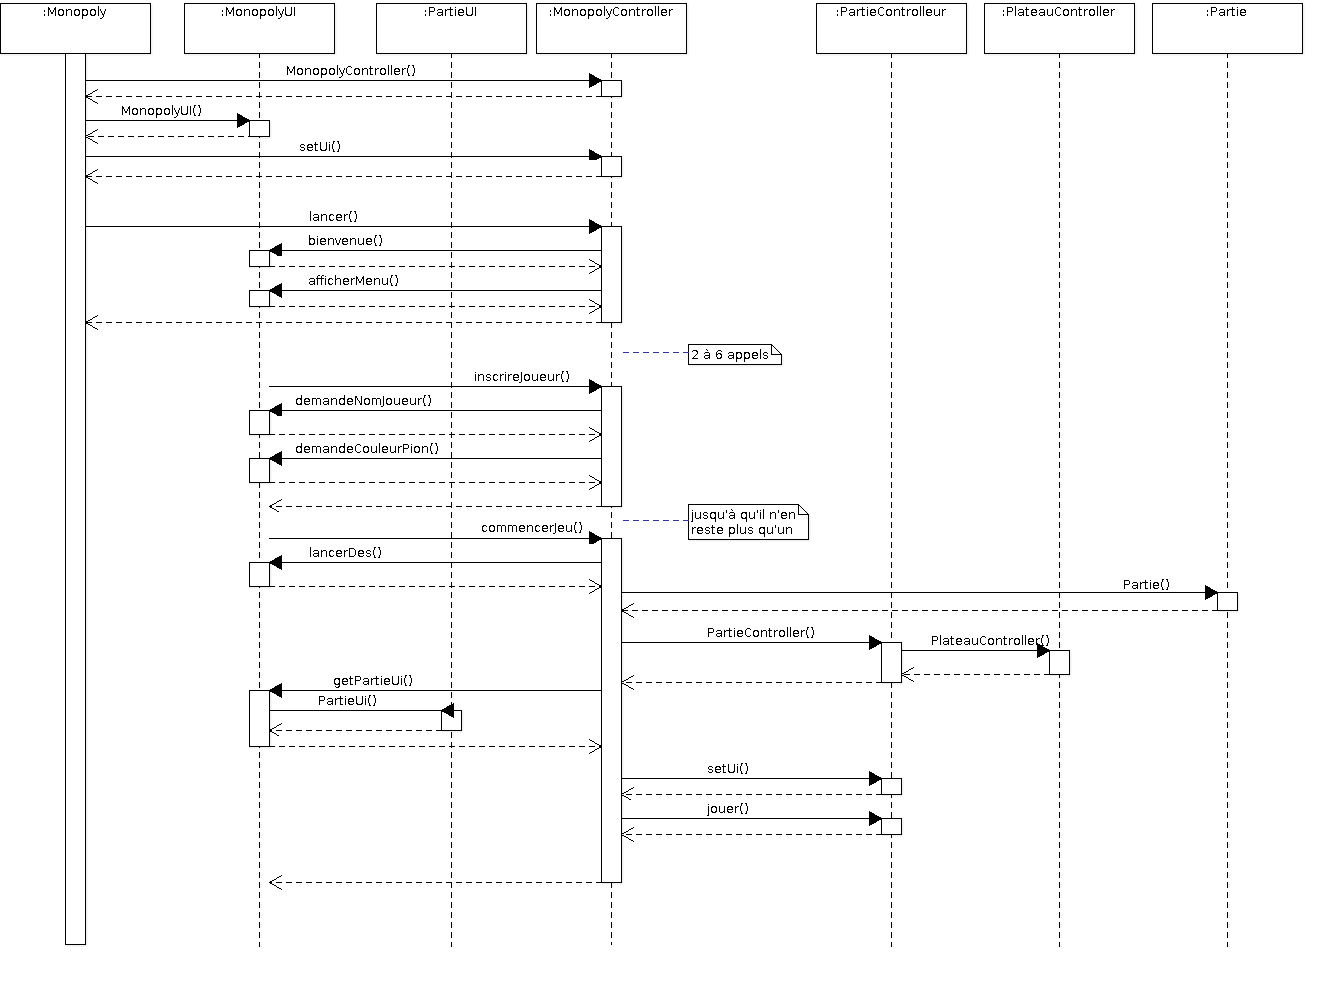 :Monopoly
:MonopolyUI
:PartieUI
:MonopolyController
:PartieControlleur
:PlateauController
:Partie
MonopolyController()
MonopolyUI()
setUi()
lancer()
bienvenue()
afficherMenu()
2 à 6 appels
inscrireJoueur()
demandeNomJoueur()
demandeCouleurPion()
jusqu'à qu'il n'en
reste plus qu'un
commencerJeu()
lancerDes()
Partie()
PartieController()
PlateauController()
getPartieUi()
PartieUi()
setUi()
jouer()